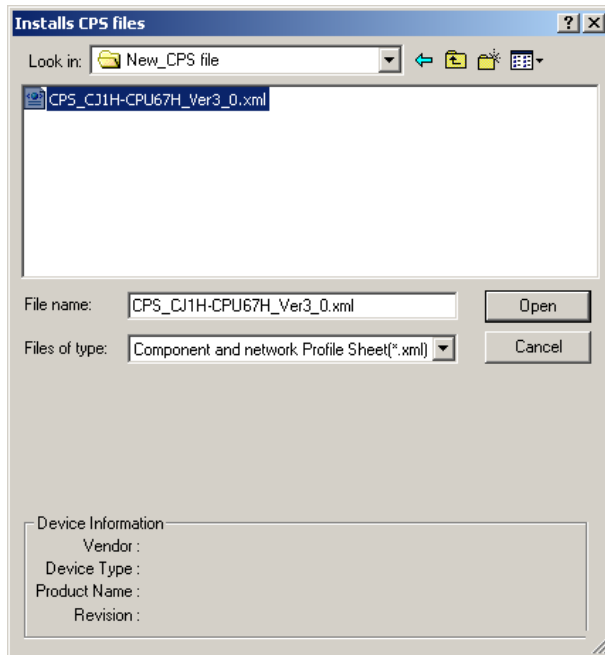 Installs CPS files
Look in: New_CPS file
CPS_CJ1H-CPU67H_Ver3_0.xml
File name: CPS_CJ1H-CPU67H_Ver3_0.xml Open
Files of type: Component and network Profile Sheet(*.xml) Cancel
Device Information
Vendor :
Device Type :
Product Name :
Revision :